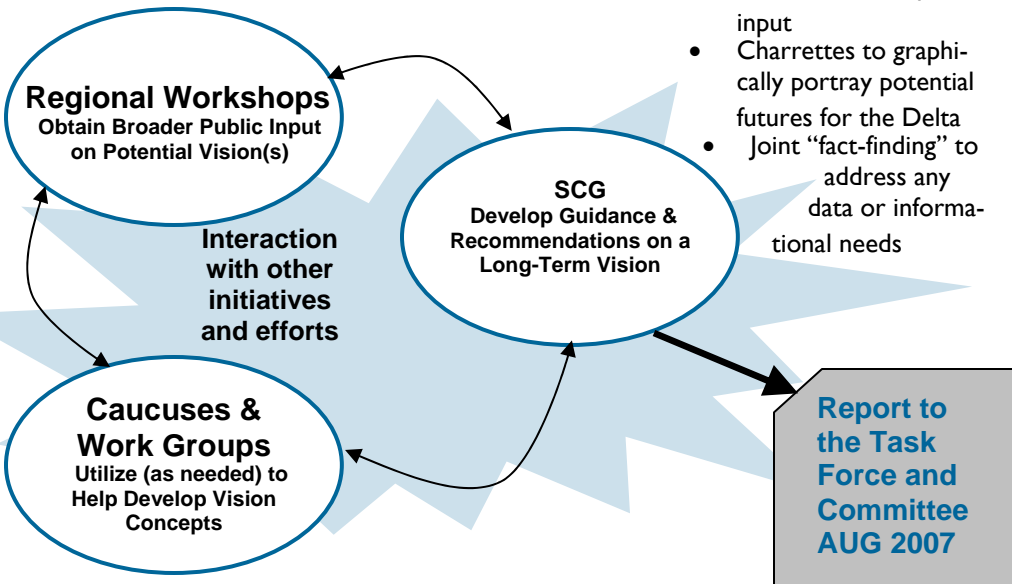 Regional Workshops
Obtain Broader Public Input
on Potential Vision(s)
SCG
Develop Guidance &
Recommendations on a
Long-Term Vision
Interaction
with other
initiatives
and efforts
Caucuses &
Work Groups
Utilize (as needed) to
Help Develop Vision
Concepts
input
• Charrettes to graphi-
cally portray potential
futures for the Delta
• Joint “fact-finding” to
address any
data or informa-
tional needs
Report to
the Task
Force and
Committee
AUG 2007